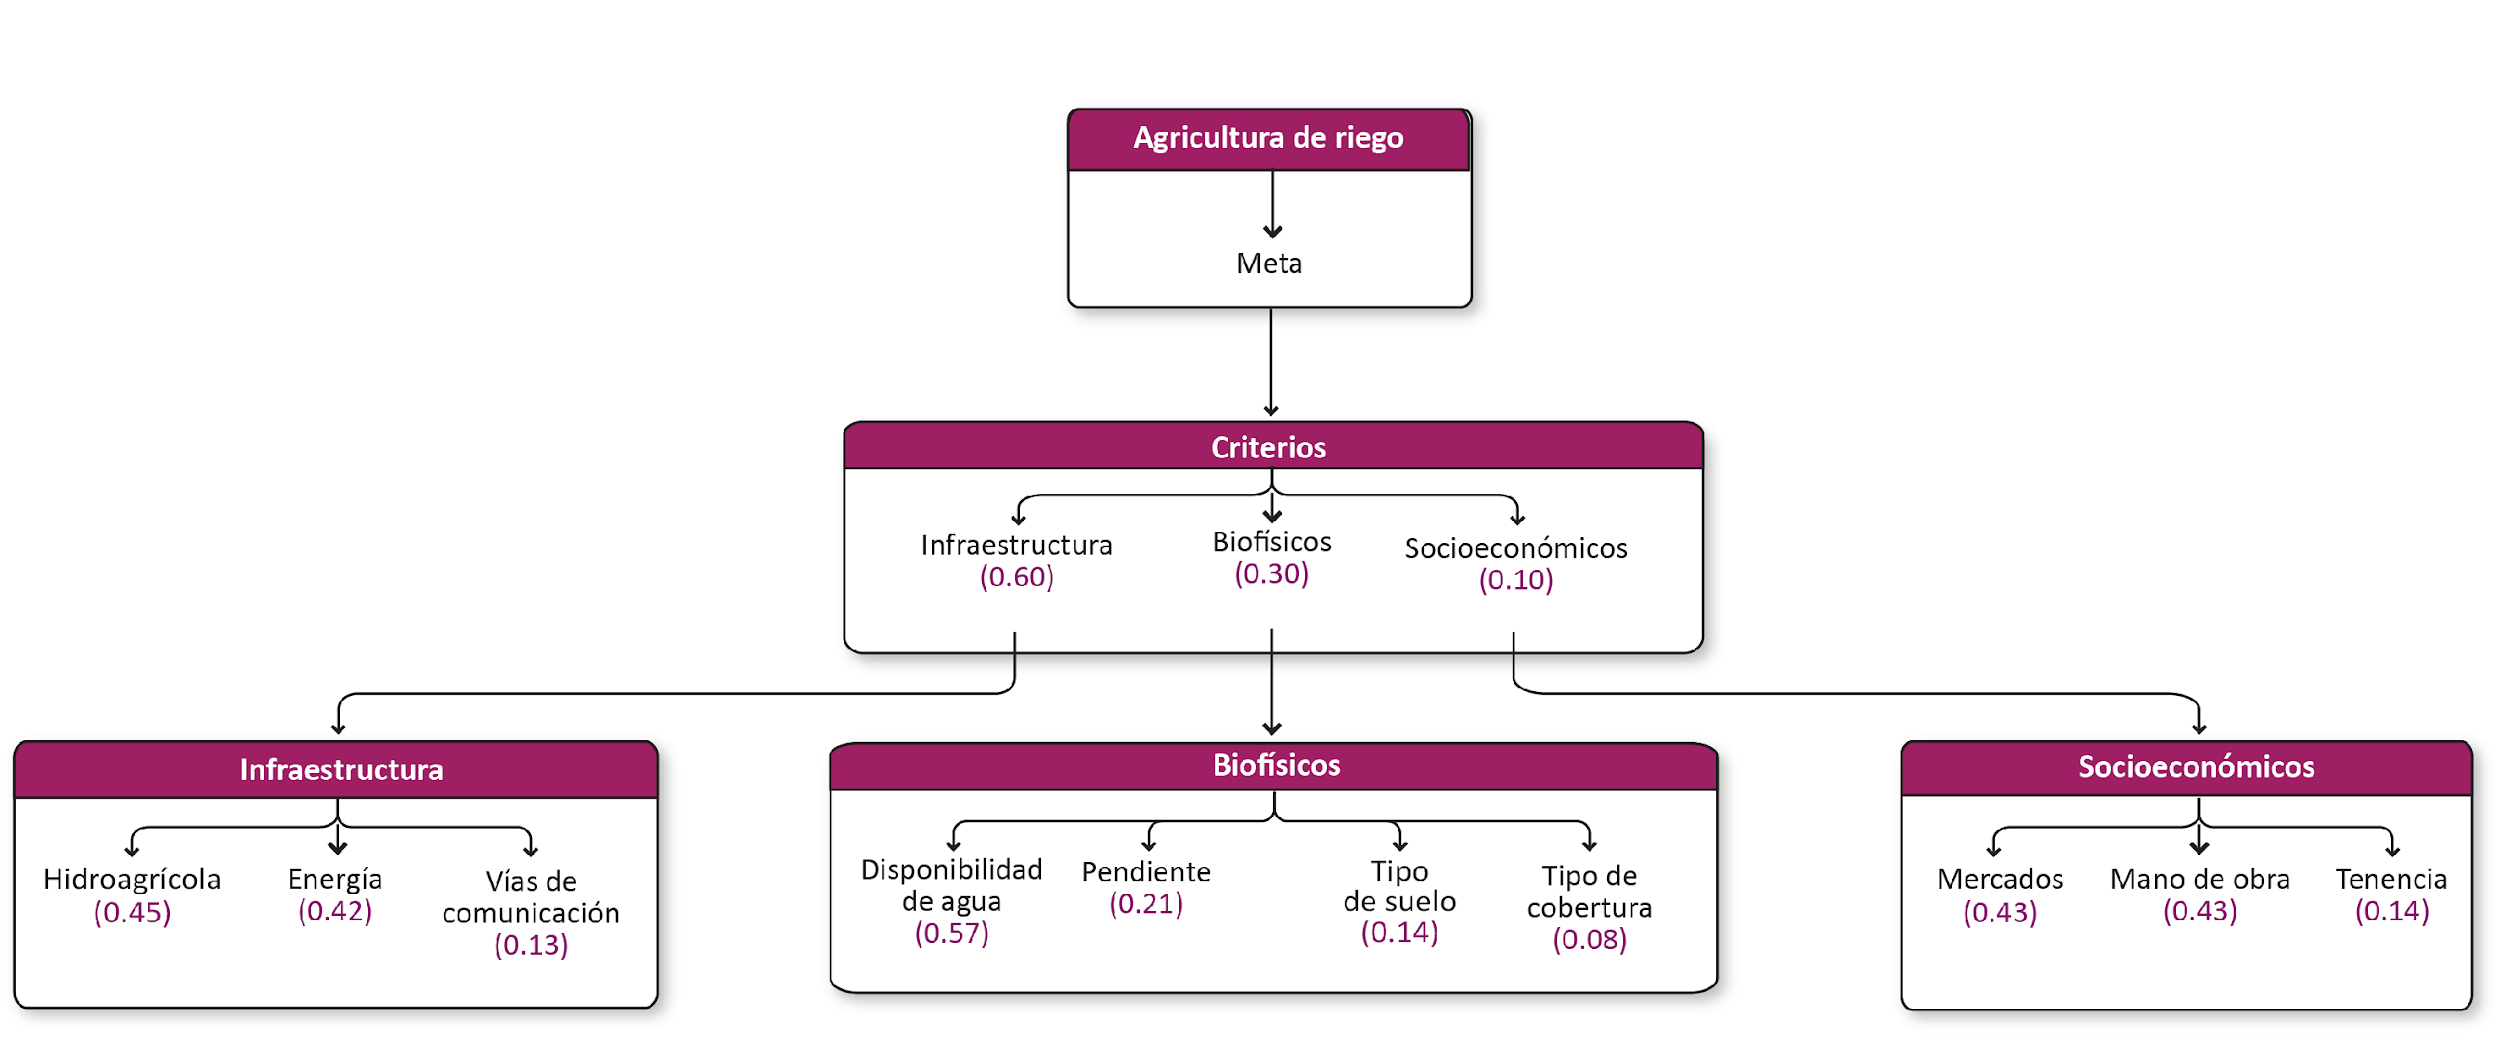 Agricultura de riego
Meta
Criterios
Infraestructura
(0.60)
Biofísicos
(0.30)
Socioeconómicos
(0.10)
Infraestructura
Hidroagrícola
(0.45)
Energía
(0.42)
Vías de
comunicación
(0.13)
Biofísicos
Disponibilidad
de agua
(0.57)
Pendiente
(0.21)
Tipo
de suelo
(0.14)
Tipo de
cobertura
(0.08)
Socioeconómicos
Mercados
(0.43)
Mano de obra
(0.43)
Tenencia
(0.14)